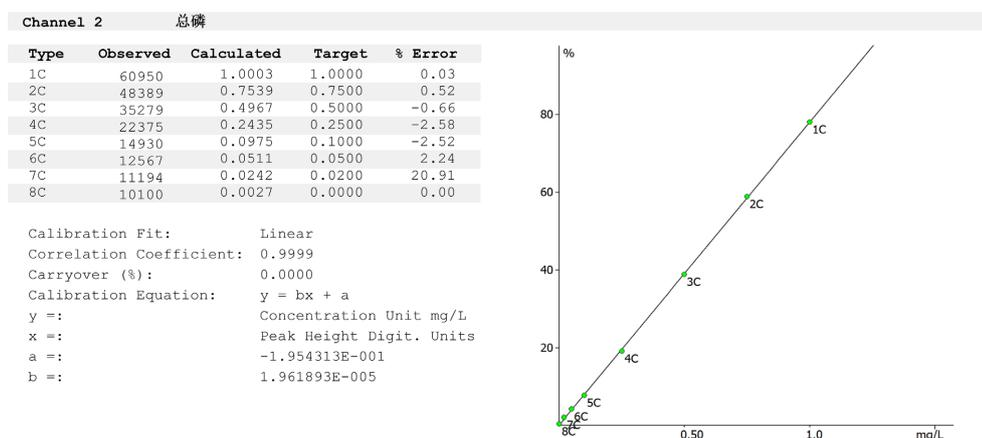 Channel 2 总磷
Type Observed Calculated Target % Error
1C 60950 1.0003 1.0000 0.03
2C 48389 0.7539 0.7500 0.52
3C 35279 0.4967 0.5000 -0.66
4C 22375 0.2435 0.2500 -2.58
5C 14930 0.0975 0.1000 -2.52
6C 12567 0.0511 0.0500 2.24
7C 11194 0.0242 0.0200 20.91
8C 10100 0.0027 0.0000 0.00
Calibration Fit: Linear
Correlation Coefficient: 0.9999
Carryover (%): 0.0000
Calibration Equation: y = bx + a
y =: Concentration Unit mg/L
x =: Peak Height Digit. Units
a =: -1.954313E-001
b =: 1.961893E-005
%
80
1C
60
2C
40
3C
20
4C
5C
6C
7C
8C
0.50 1.0 mg/L